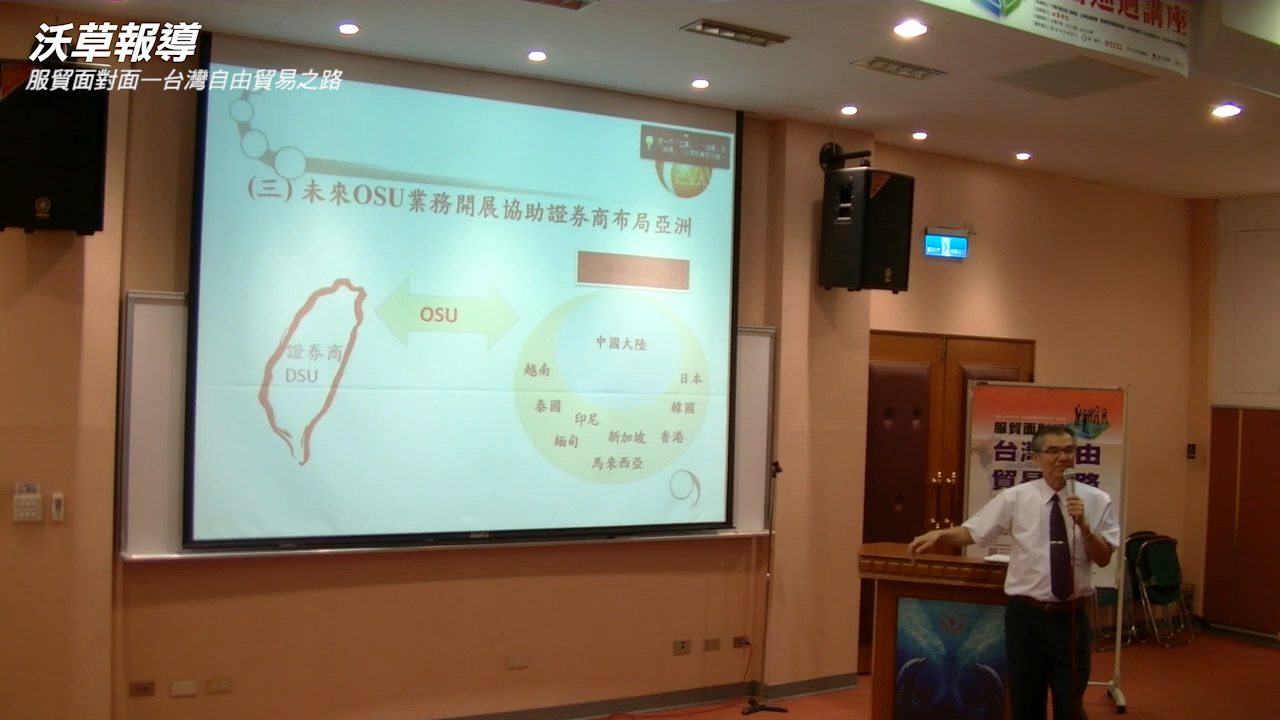 沃草報導
服貿面對面—台灣自由貿易之路
迴講座
(三) 未來OSU業務開展協助證券商布局亞洲
OSU
證券商
DSU
中國大陸
越南
日本
泰國
韓國
印尼
緬甸
新加坡
香港
馬來西亞
EXIT
服貿面對
台灣 由
貿易 路